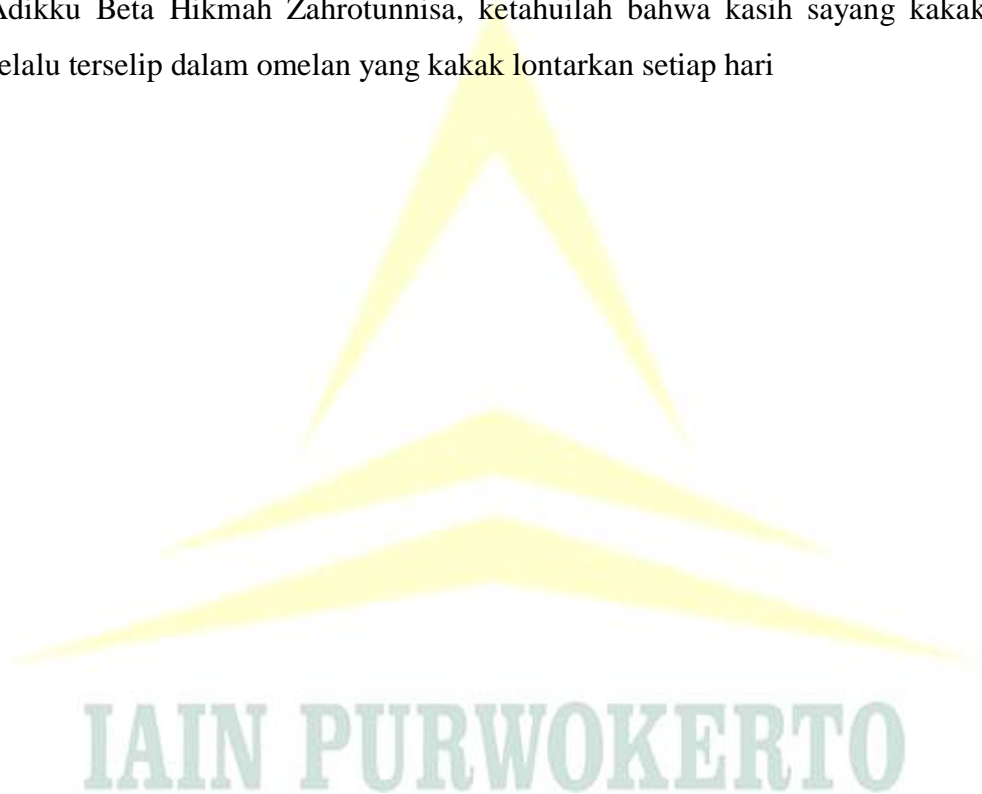 Adikku Beta Hikmah Zahrotunnisa, ketahuilah bahwa kasih sayang kakak
selalu terselip dalam omelan yang kakak lontarkan setiap hari
IAIN PURWOKERTO